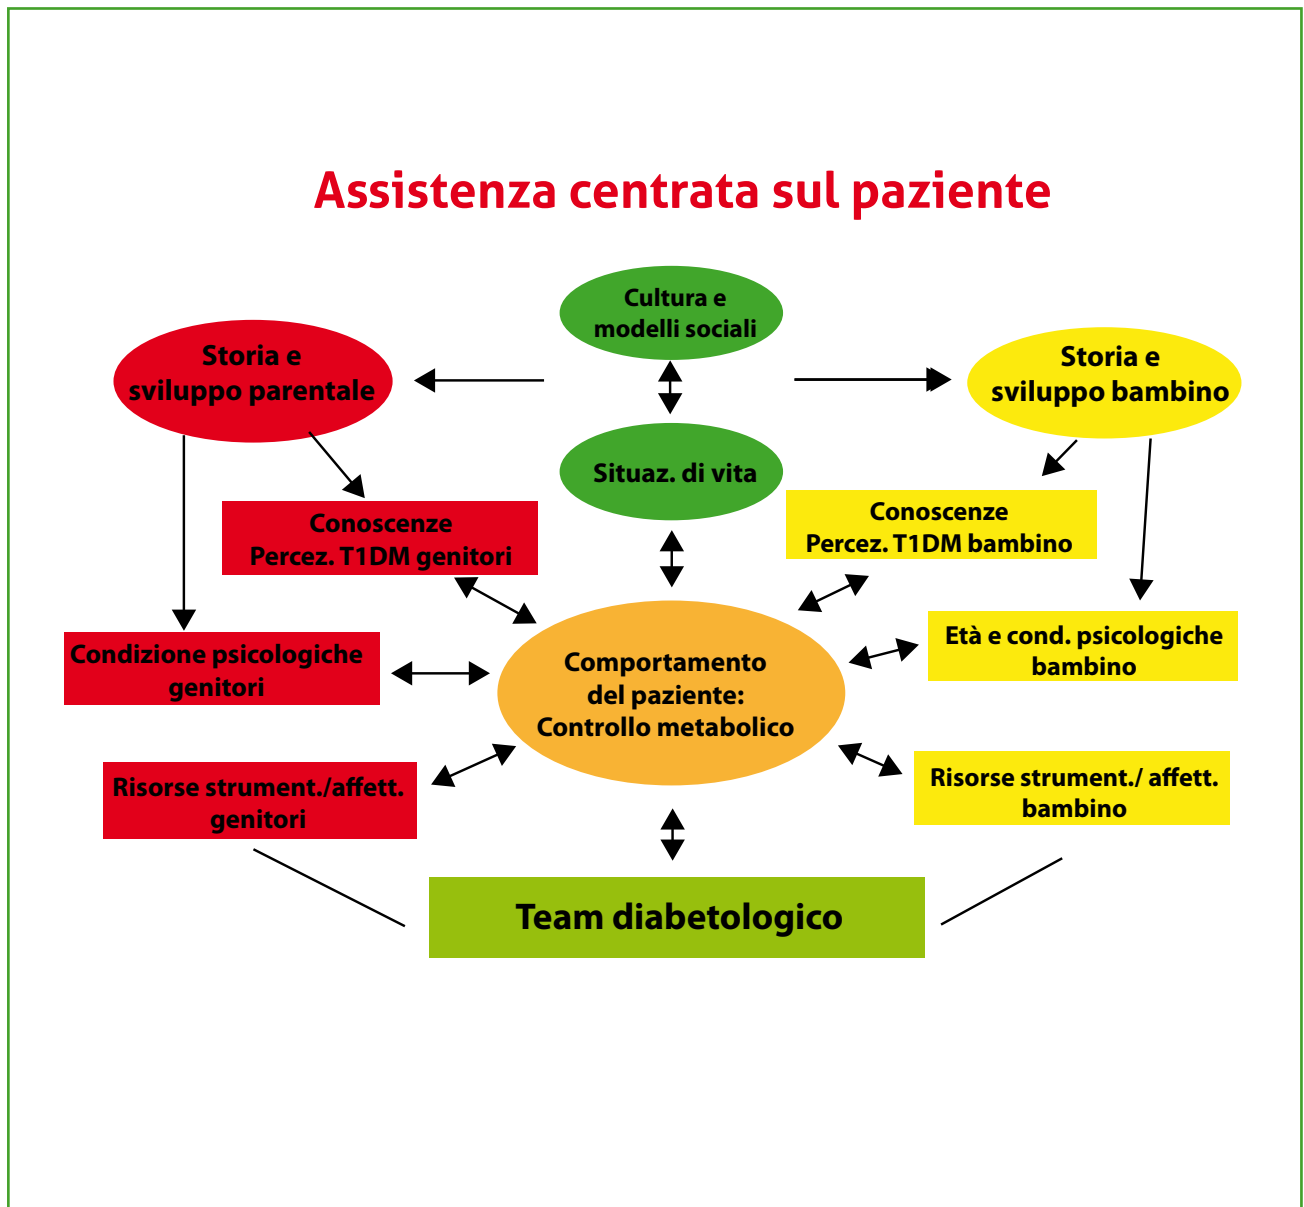 Assistenza centrata sul paziente
Cultura e
modelli sociali
Storia e
sviluppo parentale
Storia e
sviluppo bambino
Situaz. di vita
Conoscenze
Percez. T1DM genitori
Conoscenze
Percez. T1DM bambino
Condizione psicologiche
genitori
Comportamento
del paziente:
Controllo metabolico
Età e cond. psicologiche
bambino
Risorse strument./affett.
genitori
Risorse strument./ affett.
bambino
Team diabetologico